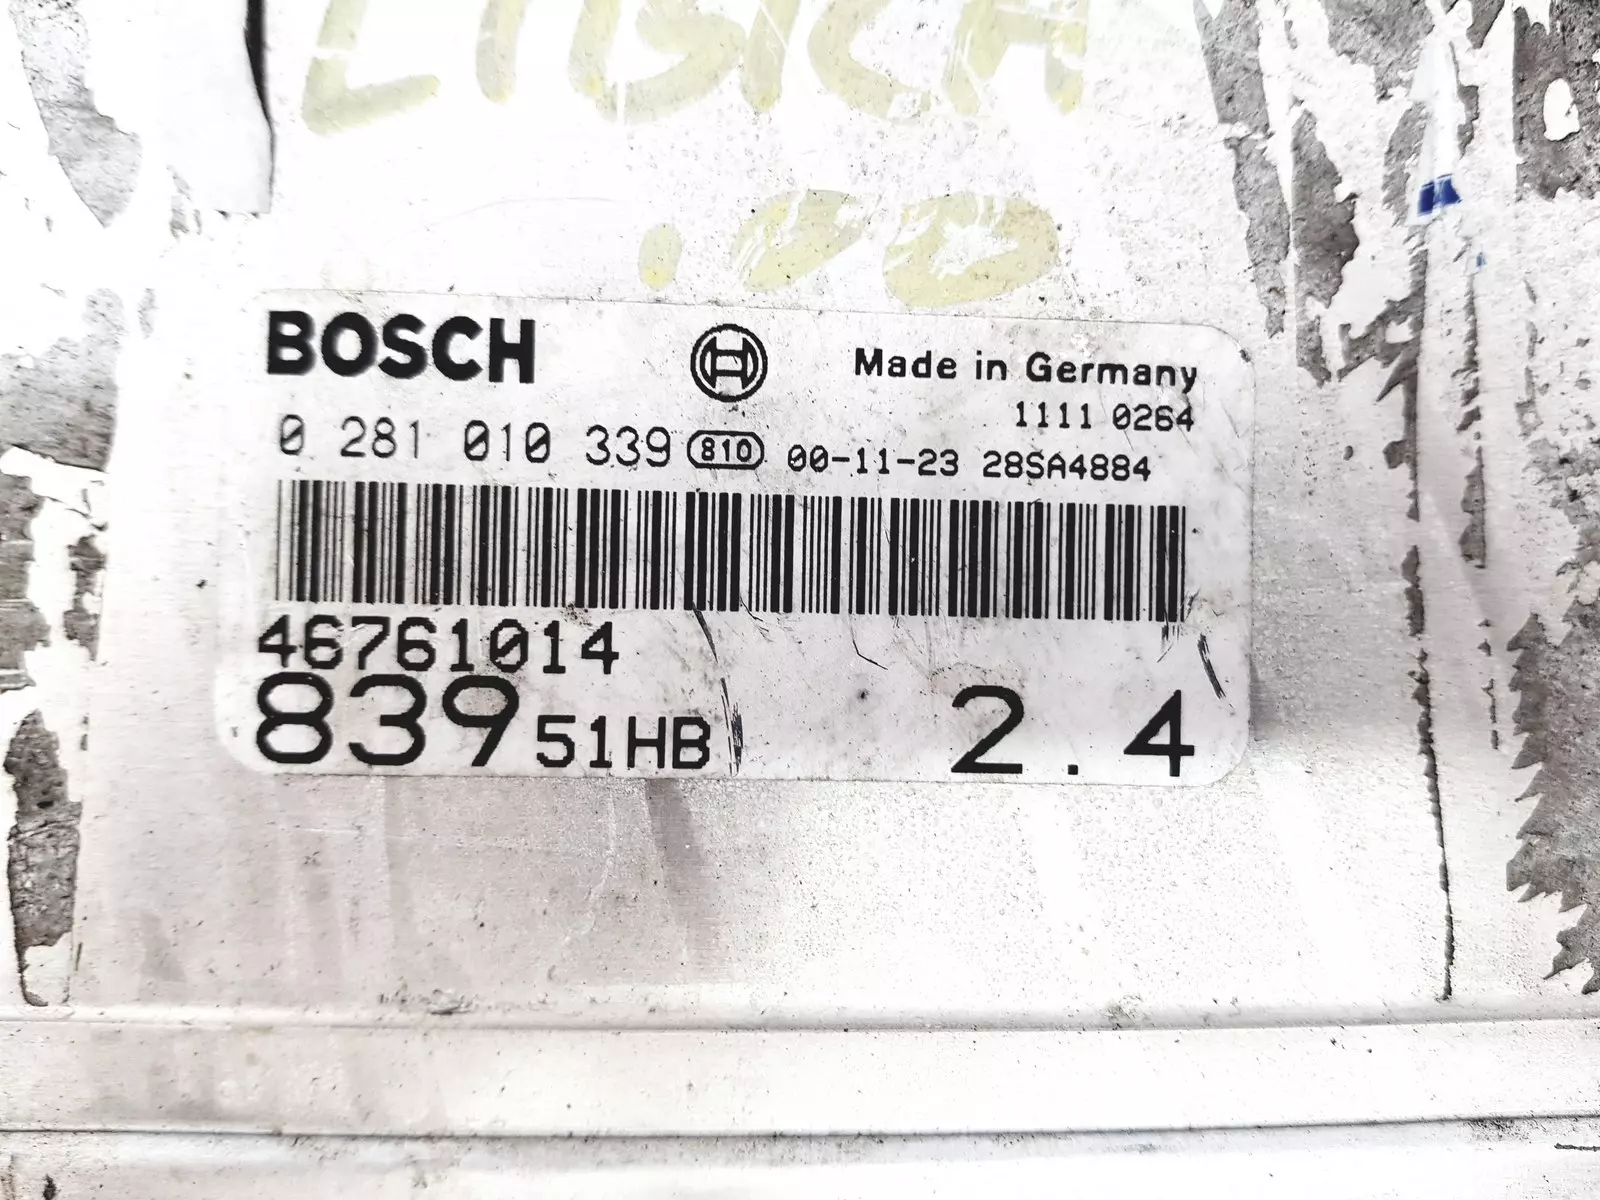 .00
BOSCH
Made in Germany
1111 0264
0 281 010 339 810 00-11-23 28SA4884
46761014
839 51HB 2.4